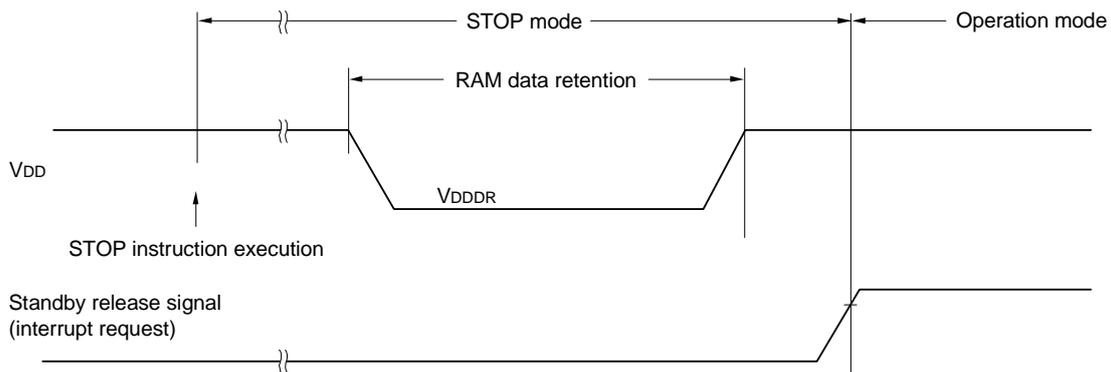 STOP mode
Operation mode
RAM data retention
VDD
VDDDR
STOP instruction execution
Standby release signal
(interrupt request)